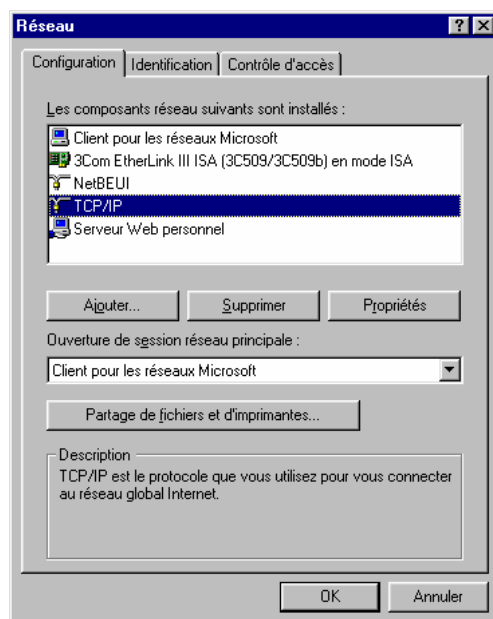 Réseau
Configuration Identification Contrôle d'accès
Les composants réseau suivants sont installés :
Client pour les réseaux Microsoft
3Com EtherLink III ISA (3C509/3C509b) en mode ISA
NetBEUI
TCP/IP
Serveur Web personnel
Ajouter... Supprimer Propriétés
Ouverture de session réseau principale :
Client pour les réseaux Microsoft
Partage de fichiers et d'imprimantes...
Description
TCP/IP est le protocole que vous utilisez pour vous connecter
au réseau global Internet.
OK Annuler